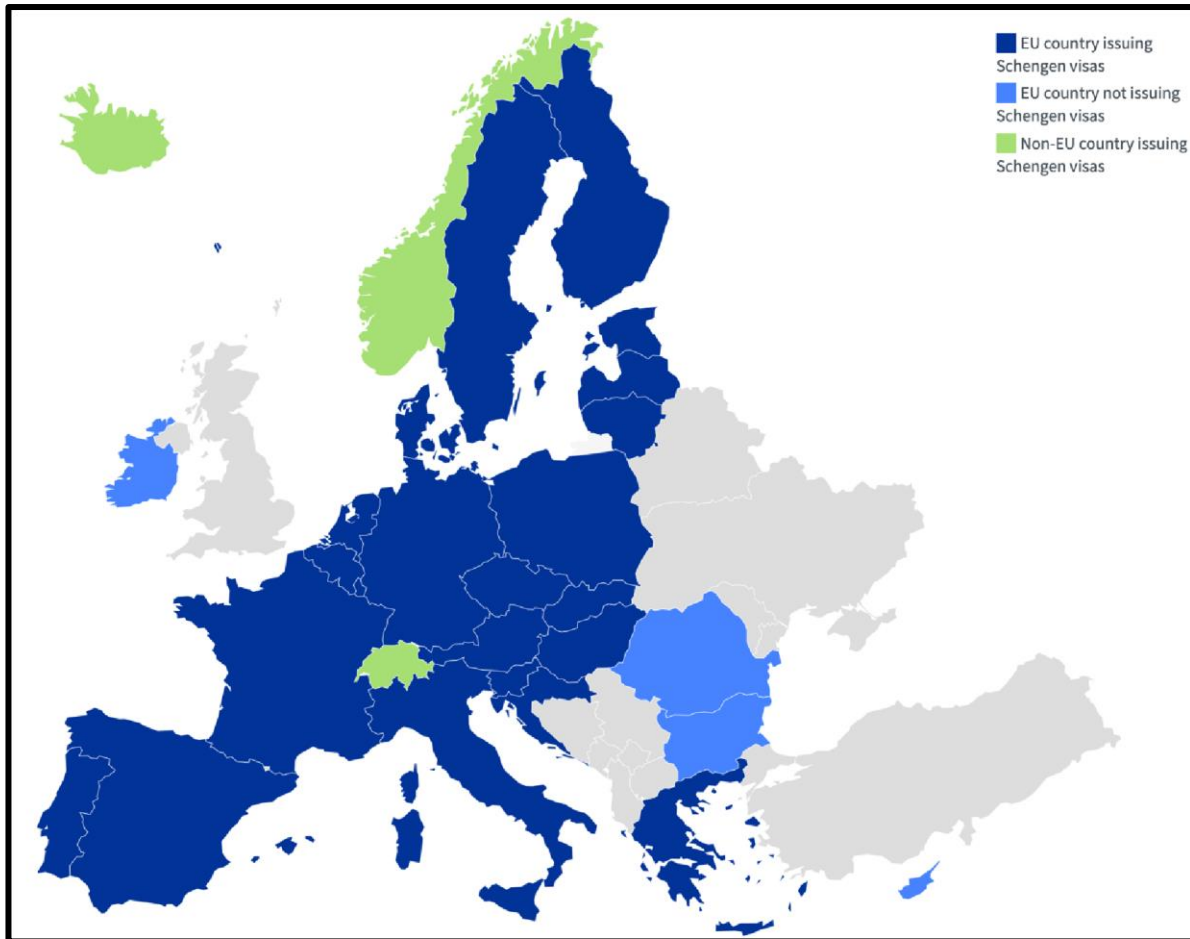 EU country issuing
Schengen visas
EU country not issuing
Schengen visas
Non-EU country issuing
Schengen visas